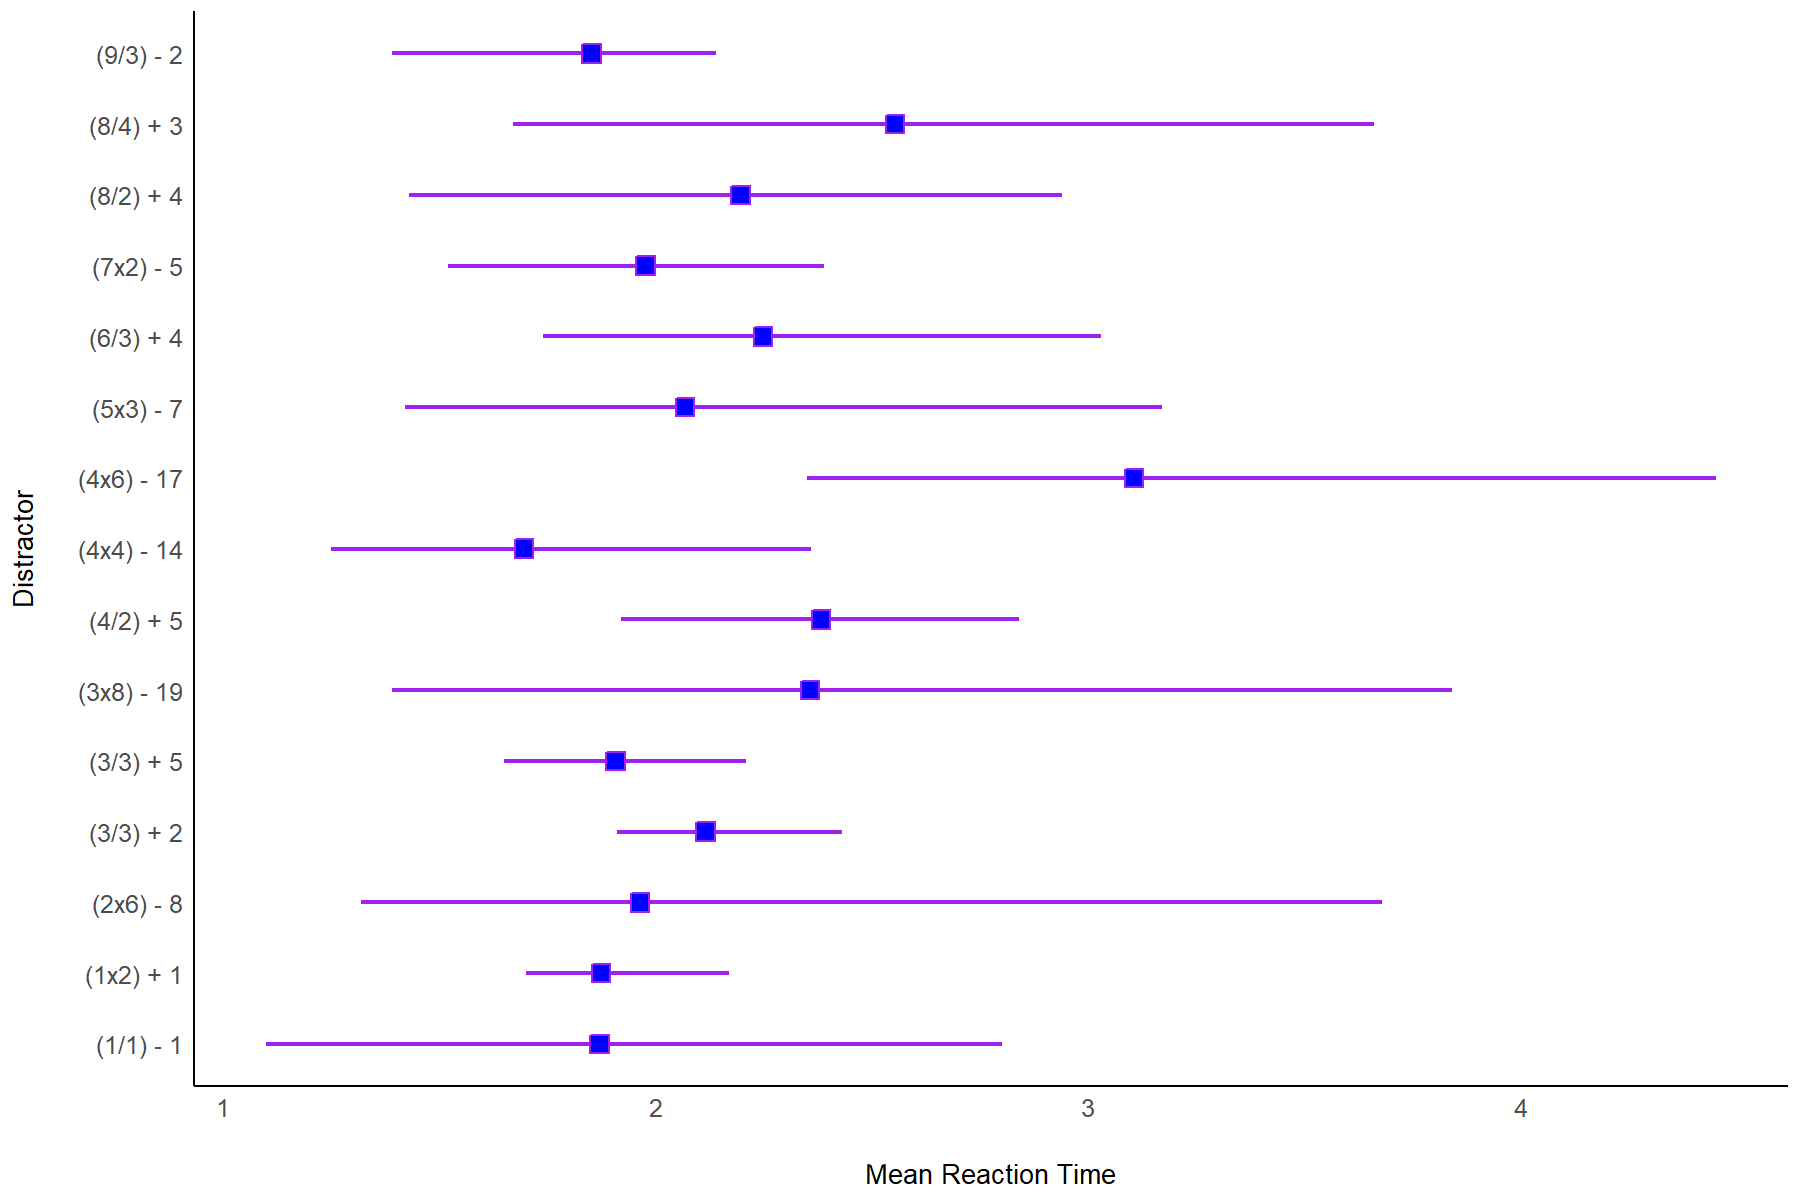 (9/3) - 2
(8/4) + 3
(8/2) + 4
(7x2) - 5
(6/3) + 4
(5x3) - 7
(4x6) - 17
(4x4) - 14
(4/2) + 5
(3x8) - 19
(3/3) + 5
(3/3) + 2
(2x6) - 8
(1x2) + 1
(1/1) - 1
Distractor
1 2 3 4
Mean Reaction Time